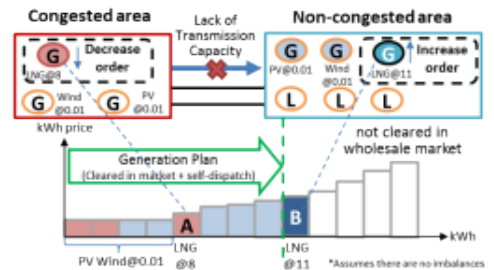 Congested area
Lack of
Transmission
Capacity
Non-congested area
G
Decrease
order
LNG@8
G
Wind
@0.01
G
PV
@0.01
G
PV@0.01
G
Wind
@0.01
G
LNG@11
Increase
order
L
L
L
kWh price
Generation Plan
(Cleared in market + self-dispatch)
not cleared in
wholesale market
A
B
kWh
PV Wind@0.01
LNG
@8
LNG
@11
*Assumes there is no imbalances